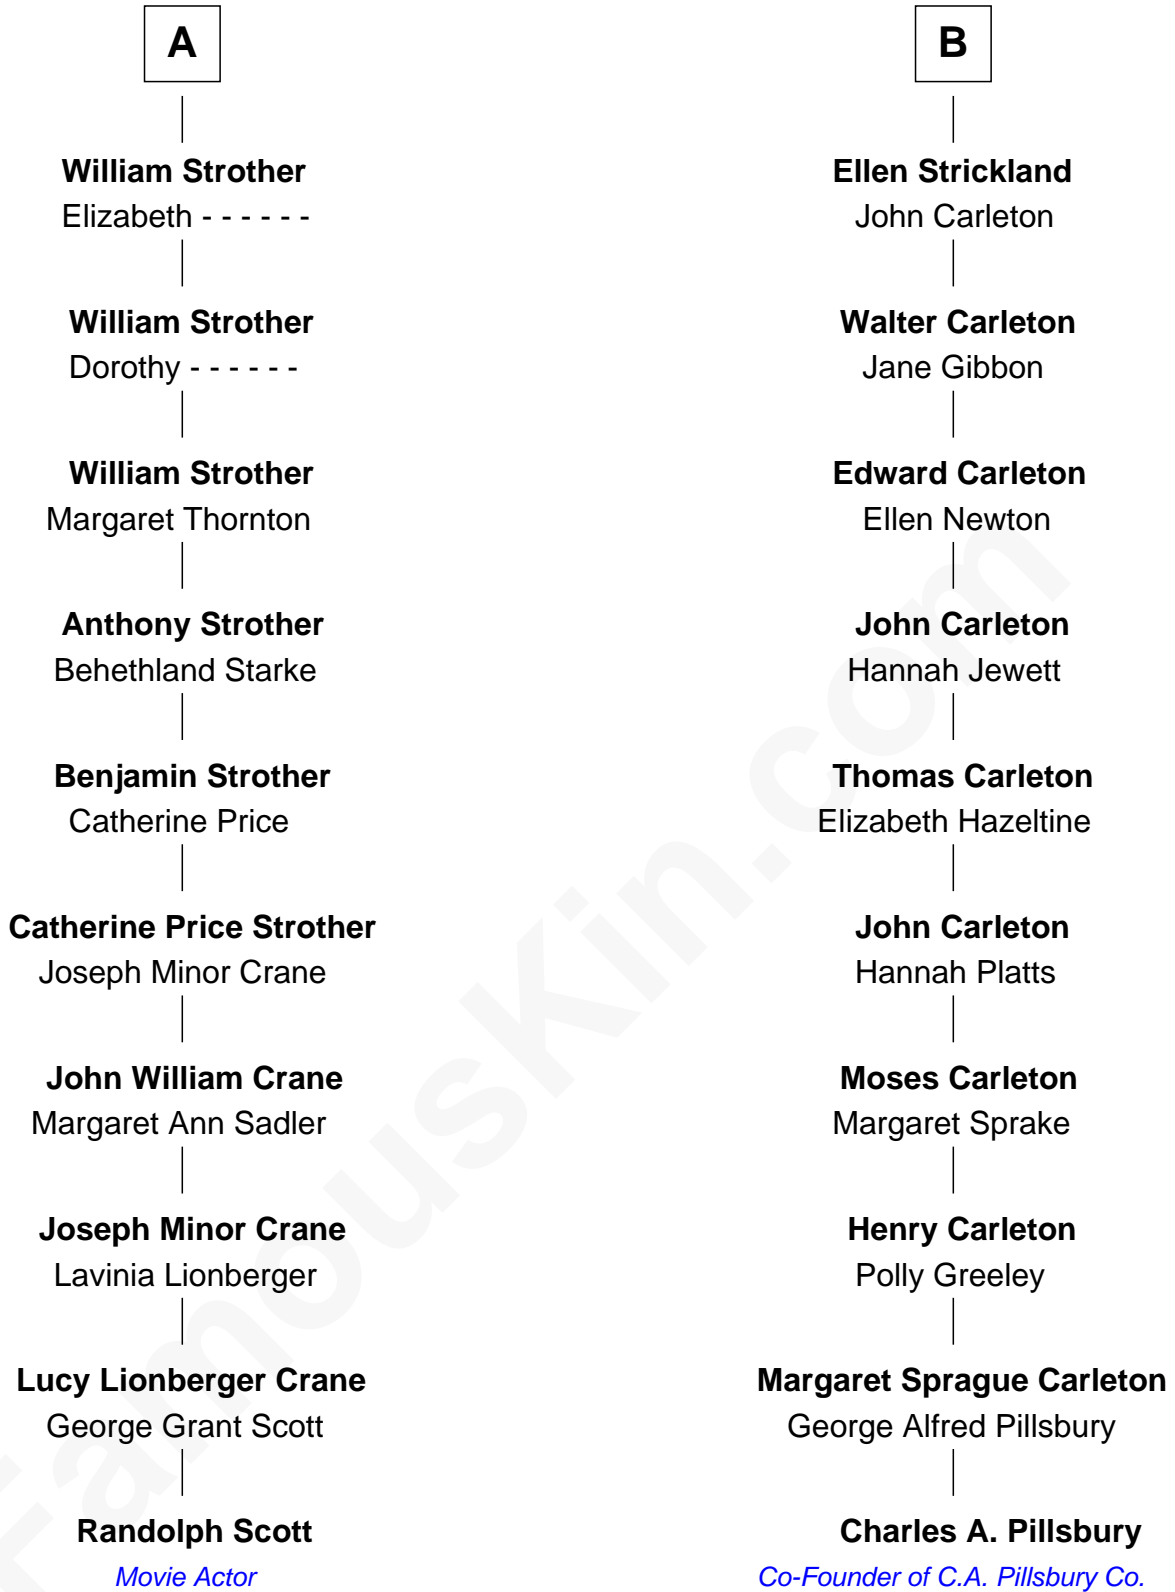 A
William Strother
Elizabeth - - - - - -
William Strother
Dorothy - - - - - -
William Strother
Margaret Thornton
Anthony Strother
Behethland Starke
Benjamin Strother
Catherine Price
Catherine Price Strother
Joseph Minor Crane
John William Crane
Margaret Ann Sadler
Joseph Minor Crane
Lavinia Lionberger
Lucy Lionberger Crane
George Grant Scott
Randolph Scott
Movie Actor
B
Ellen Strickland
John Carleton
Walter Carleton
Jane Gibbon
Edward Carleton
Ellen Newton
John Carleton
Hannah Jewett
Thomas Carleton
Elizabeth Hazeltine
John Carleton
Hannah Platts
Moses Carleton
Margaret Sprake
Henry Carleton
Polly Greeley
Margaret Sprague Carleton
George Alfred Pillsbury
Charles A. Pillsbury
Co-Founder of C.A. Pillsbury Co.
FamousKin.com